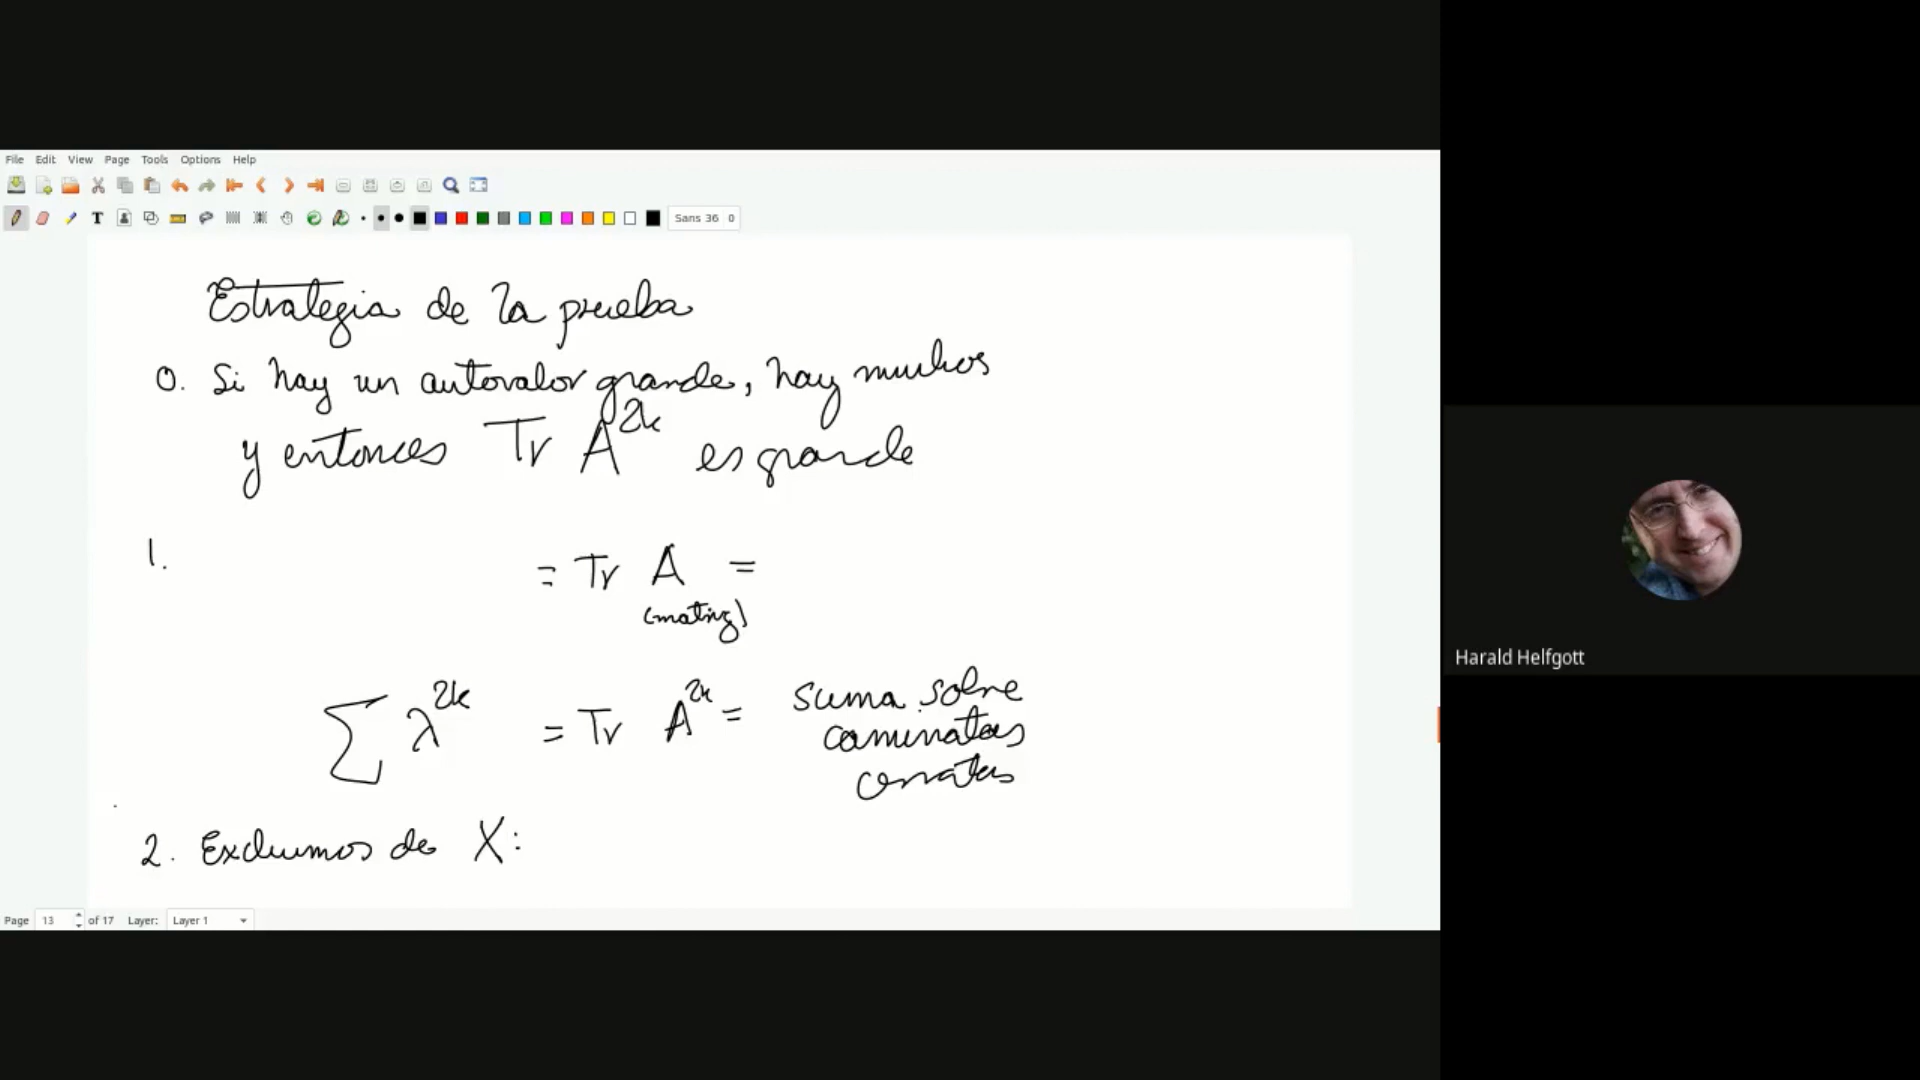 File Edit View Page Tools Options Help
Sans 36 0
Estrategia de la prueba
0. Si hay un autovalor grande, hay muchos
y entonces Tr A^{2k} es grande
1.
= Tr A =
(matriz)
∑ λ^{2k} = Tr A^{2k} = suma sobre
caminatas
cerradas
2. Excluimos de X:
Harald Helfgott
Page 13 of 17 Layer: Layer 1